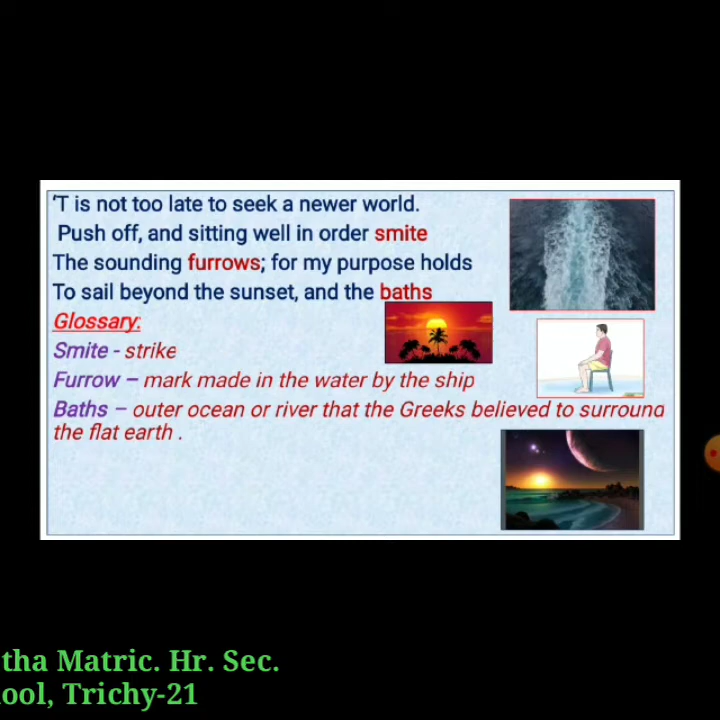 ‘T is not too late to seek a newer world.
Push off, and sitting well in order smite
The sounding furrows; for my purpose holds
To sail beyond the sunset, and the baths
Glossary:
Smite - strike
Furrow – mark made in the water by the ship
Baths – outer ocean or river that the Greeks believed to surround
the flat earth .
tha Matric. Hr. Sec.
ool, Trichy-21